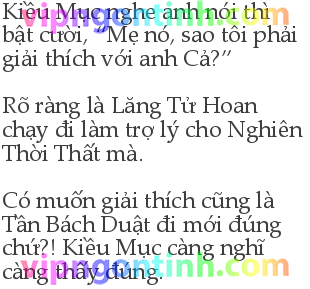 Kiều Mục nghe anh nói thì
bật cười, “Mẹ nó, sao tôi phải
giải thích với anh Cả?”
Rõ ràng là Lăng Tử Hoan
chạy đi làm trợ lý cho Nghiên
Thời Thất mà.
Có muốn giải thích cũng là
Tần Bách Duật đi mới đúng
chứ?! Kiều Mục càng nghĩ
càng thấy đúng.
vipngontinh.com
vipngontinh.com
vipngontinh.com